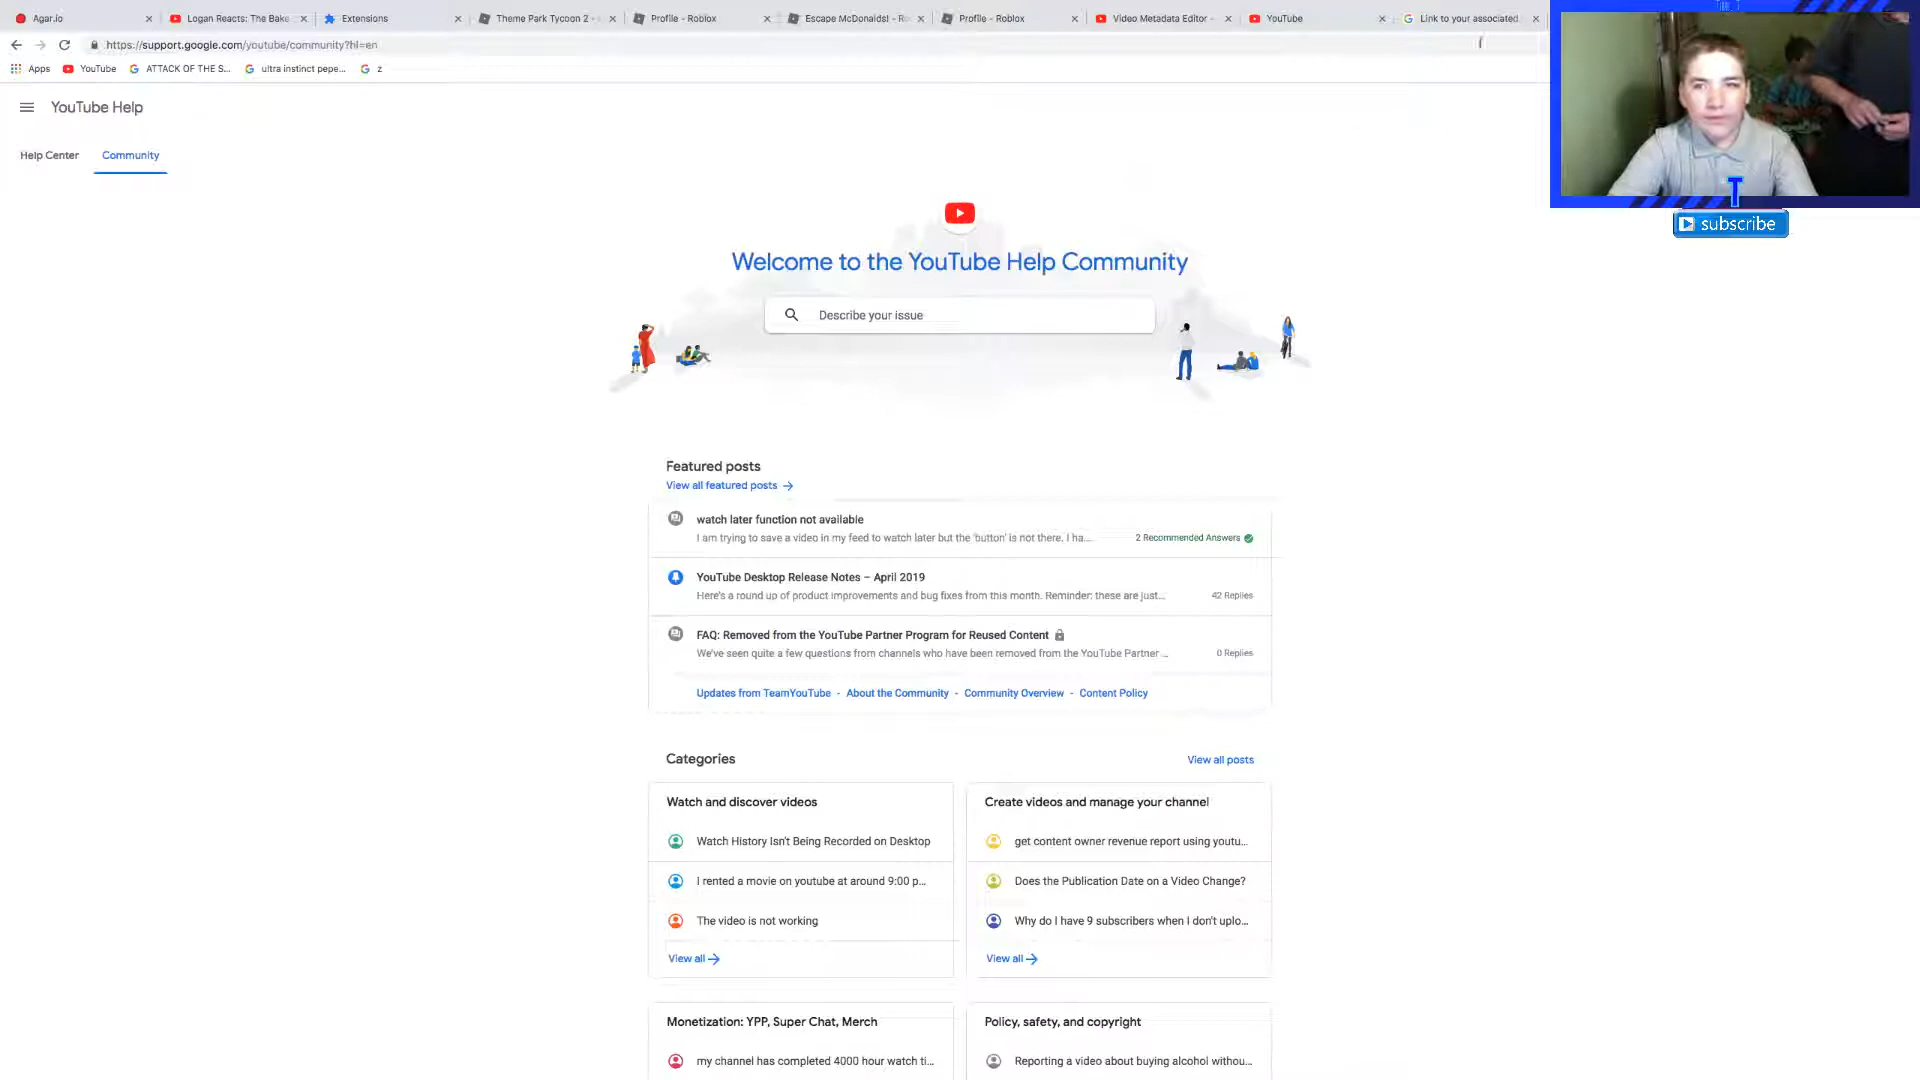 Agar.io
Logan Reacts: The Bake
Extensions
Theme Park Tycoon 2 -
Profile - Roblox
Escape McDonalds! - Ro
Profile - Roblox
Video Metadata Editor -
YouTube
Link to your associated
https://support.google.com/youtube/community?hl=en
Apps
YouTube
ATTACK OF THE S...
ultra instinct pepe...
z
YouTube Help
Help Center
Community
T
subscribe
Welcome to the YouTube Help Community
Describe your issue
Featured posts
View all featured posts
watch later function not available
I am trying to save a video in my feed to watch later but the 'button' is not there. I ha...
2 Recommended Answers
YouTube Desktop Release Notes – April 2019
Here's a round up of product improvements and bug fixes from this month. Reminder: these are just...
42 Replies
FAQ: Removed from the YouTube Partner Program for Reused Content
We've seen quite a few questions from channels who have been removed from the YouTube Partner ...
0 Replies
Updates from TeamYouTube - About the Community - Community Overview - Content Policy
Categories
View all posts
Watch and discover videos
Watch History Isn't Being Recorded on Desktop
I rented a movie on youtube at around 9:00 p...
The video is not working
View all
Create videos and manage your channel
get content owner revenue report using youtu...
Does the Publication Date on a Video Change?
Why do I have 9 subscribers when I don't uplo...
View all
Monetization: YPP, Super Chat, Merch
my channel has completed 4000 hour watch ti...
Policy, safety, and copyright
Reporting a video about buying alcohol withou...